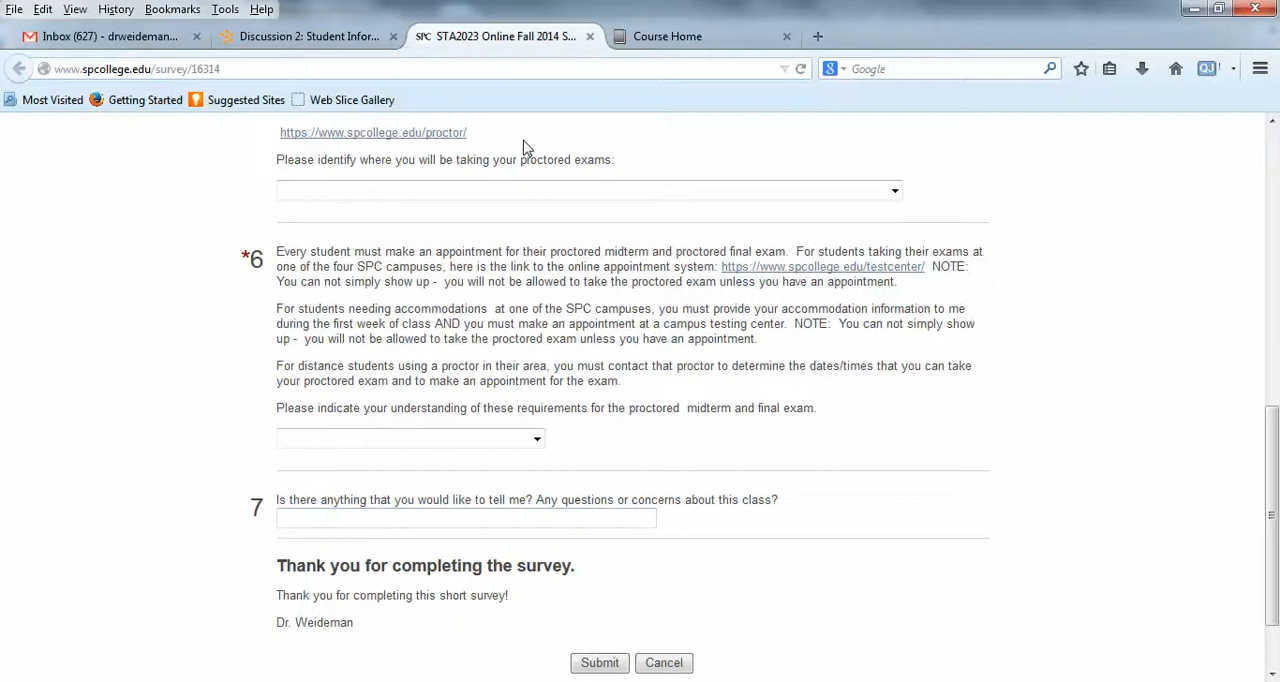 File Edit View History Bookmarks Tools Help
Inbox (627) - drweideman... × Discussion 2: Student Infor... × SPC STA2023 Online Fall 2014 S... × Course Home × +
www.spcollege.edu/survey/16314 Google
Most Visited Getting Started Suggested Sites Web Slice Gallery
https://www.spcollege.edu/proctor/
Please identify where you will be taking your proctored exams:
*6 Every student must make an appointment for their proctored midterm and proctored final exam. For students taking their exams at
one of the four SPC campuses, here is the link to the online appointment system: https://www.spcollege.edu/testcenter/ NOTE:
You can not simply show up - you will not be allowed to take the proctored exam unless you have an appointment.
For students needing accommodations at one of the SPC campuses, you must provide your accommodation information to me
during the first week of class AND you must make an appointment at a campus testing center. NOTE: You can not simply show
up - you will not be allowed to take the proctored exam unless you have an appointment.
For distance students using a proctor in their area, you must contact that proctor to determine the dates/times that you can take
your proctored exam and to make an appointment for the exam.
Please indicate your understanding of these requirements for the proctored midterm and final exam.
7 Is there anything that you would like to tell me? Any questions or concerns about this class?
Thank you for completing the survey.
Thank you for completing this short survey!
Dr. Weideman
Submit Cancel